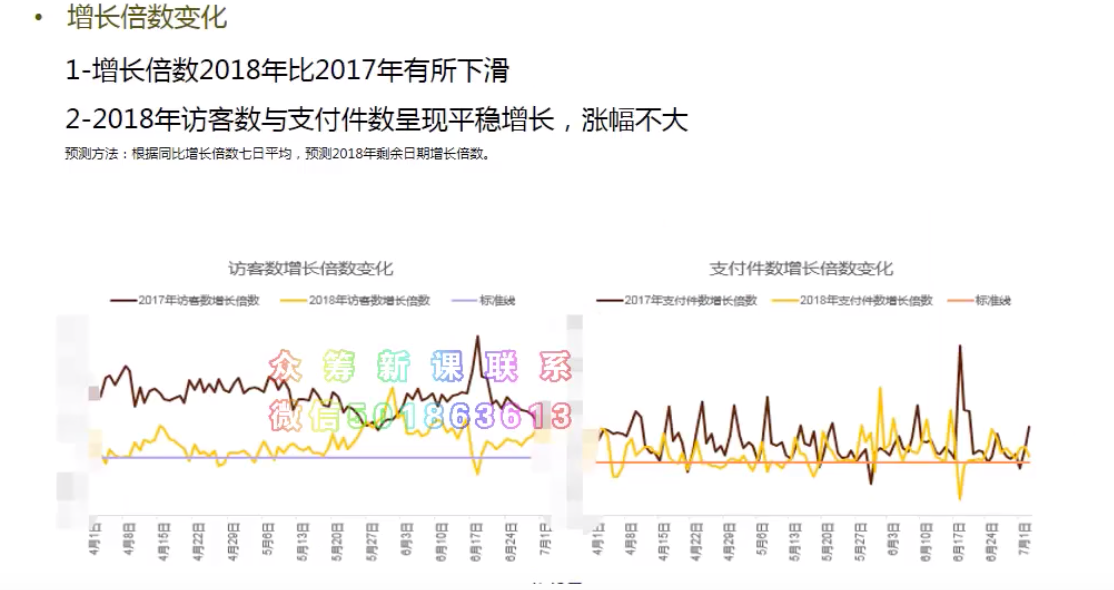 • 增长倍数变化
1-增长倍数2018年比2017年有所下滑
2-2018年访客数与支付件数呈现平稳增长，涨幅不大
预测方法：根据同比增长倍数七日平均，预测2018年剩余日期增长倍数。
访客数增长倍数变化
2017年访客数增长倍数 2018年访客数增长倍数 标准线
众筹新课联系
微信501863613
4月1日 4月8日 4月15日 4月22日 4月29日 5月6日 5月13日 5月20日 5月27日 6月3日 6月10日 6月17日 6月24日 7月1日
支付件数增长倍数变化
2017年支付件数增长倍数 2018年支付件数增长倍数 标准线
4月1日 4月8日 4月15日 4月22日 4月29日 5月6日 5月13日 5月20日 5月27日 6月3日 6月10日 6月17日 6月24日 7月1日